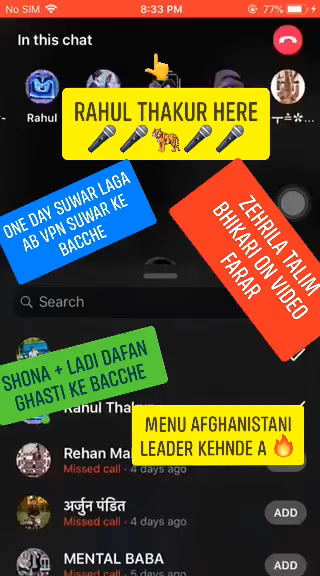 No SIM 8:33 PM 77%
In this chat
Rahul
RAHUL THAKUR HERE
🎤🎤🐅🎤🎤
ONE DAY SUWAR LAGA
AB VPN SUWAR KE
BACCHE
ZEHRILA TALIM
BHIKARI ON VIDEO
FARAR
Search
SHONA + LADI DAFAN
GHASTI KE BACCHE
Rahul
MENU AFGHANISTANI
LEADER KEHNDE A 🔥
Rehan
Missed call · 4 days ago
अर्जुन पंडित
Missed call · 4 days ago
ADD
MENTAL BABA
Missed call · 5 days ago
ADD